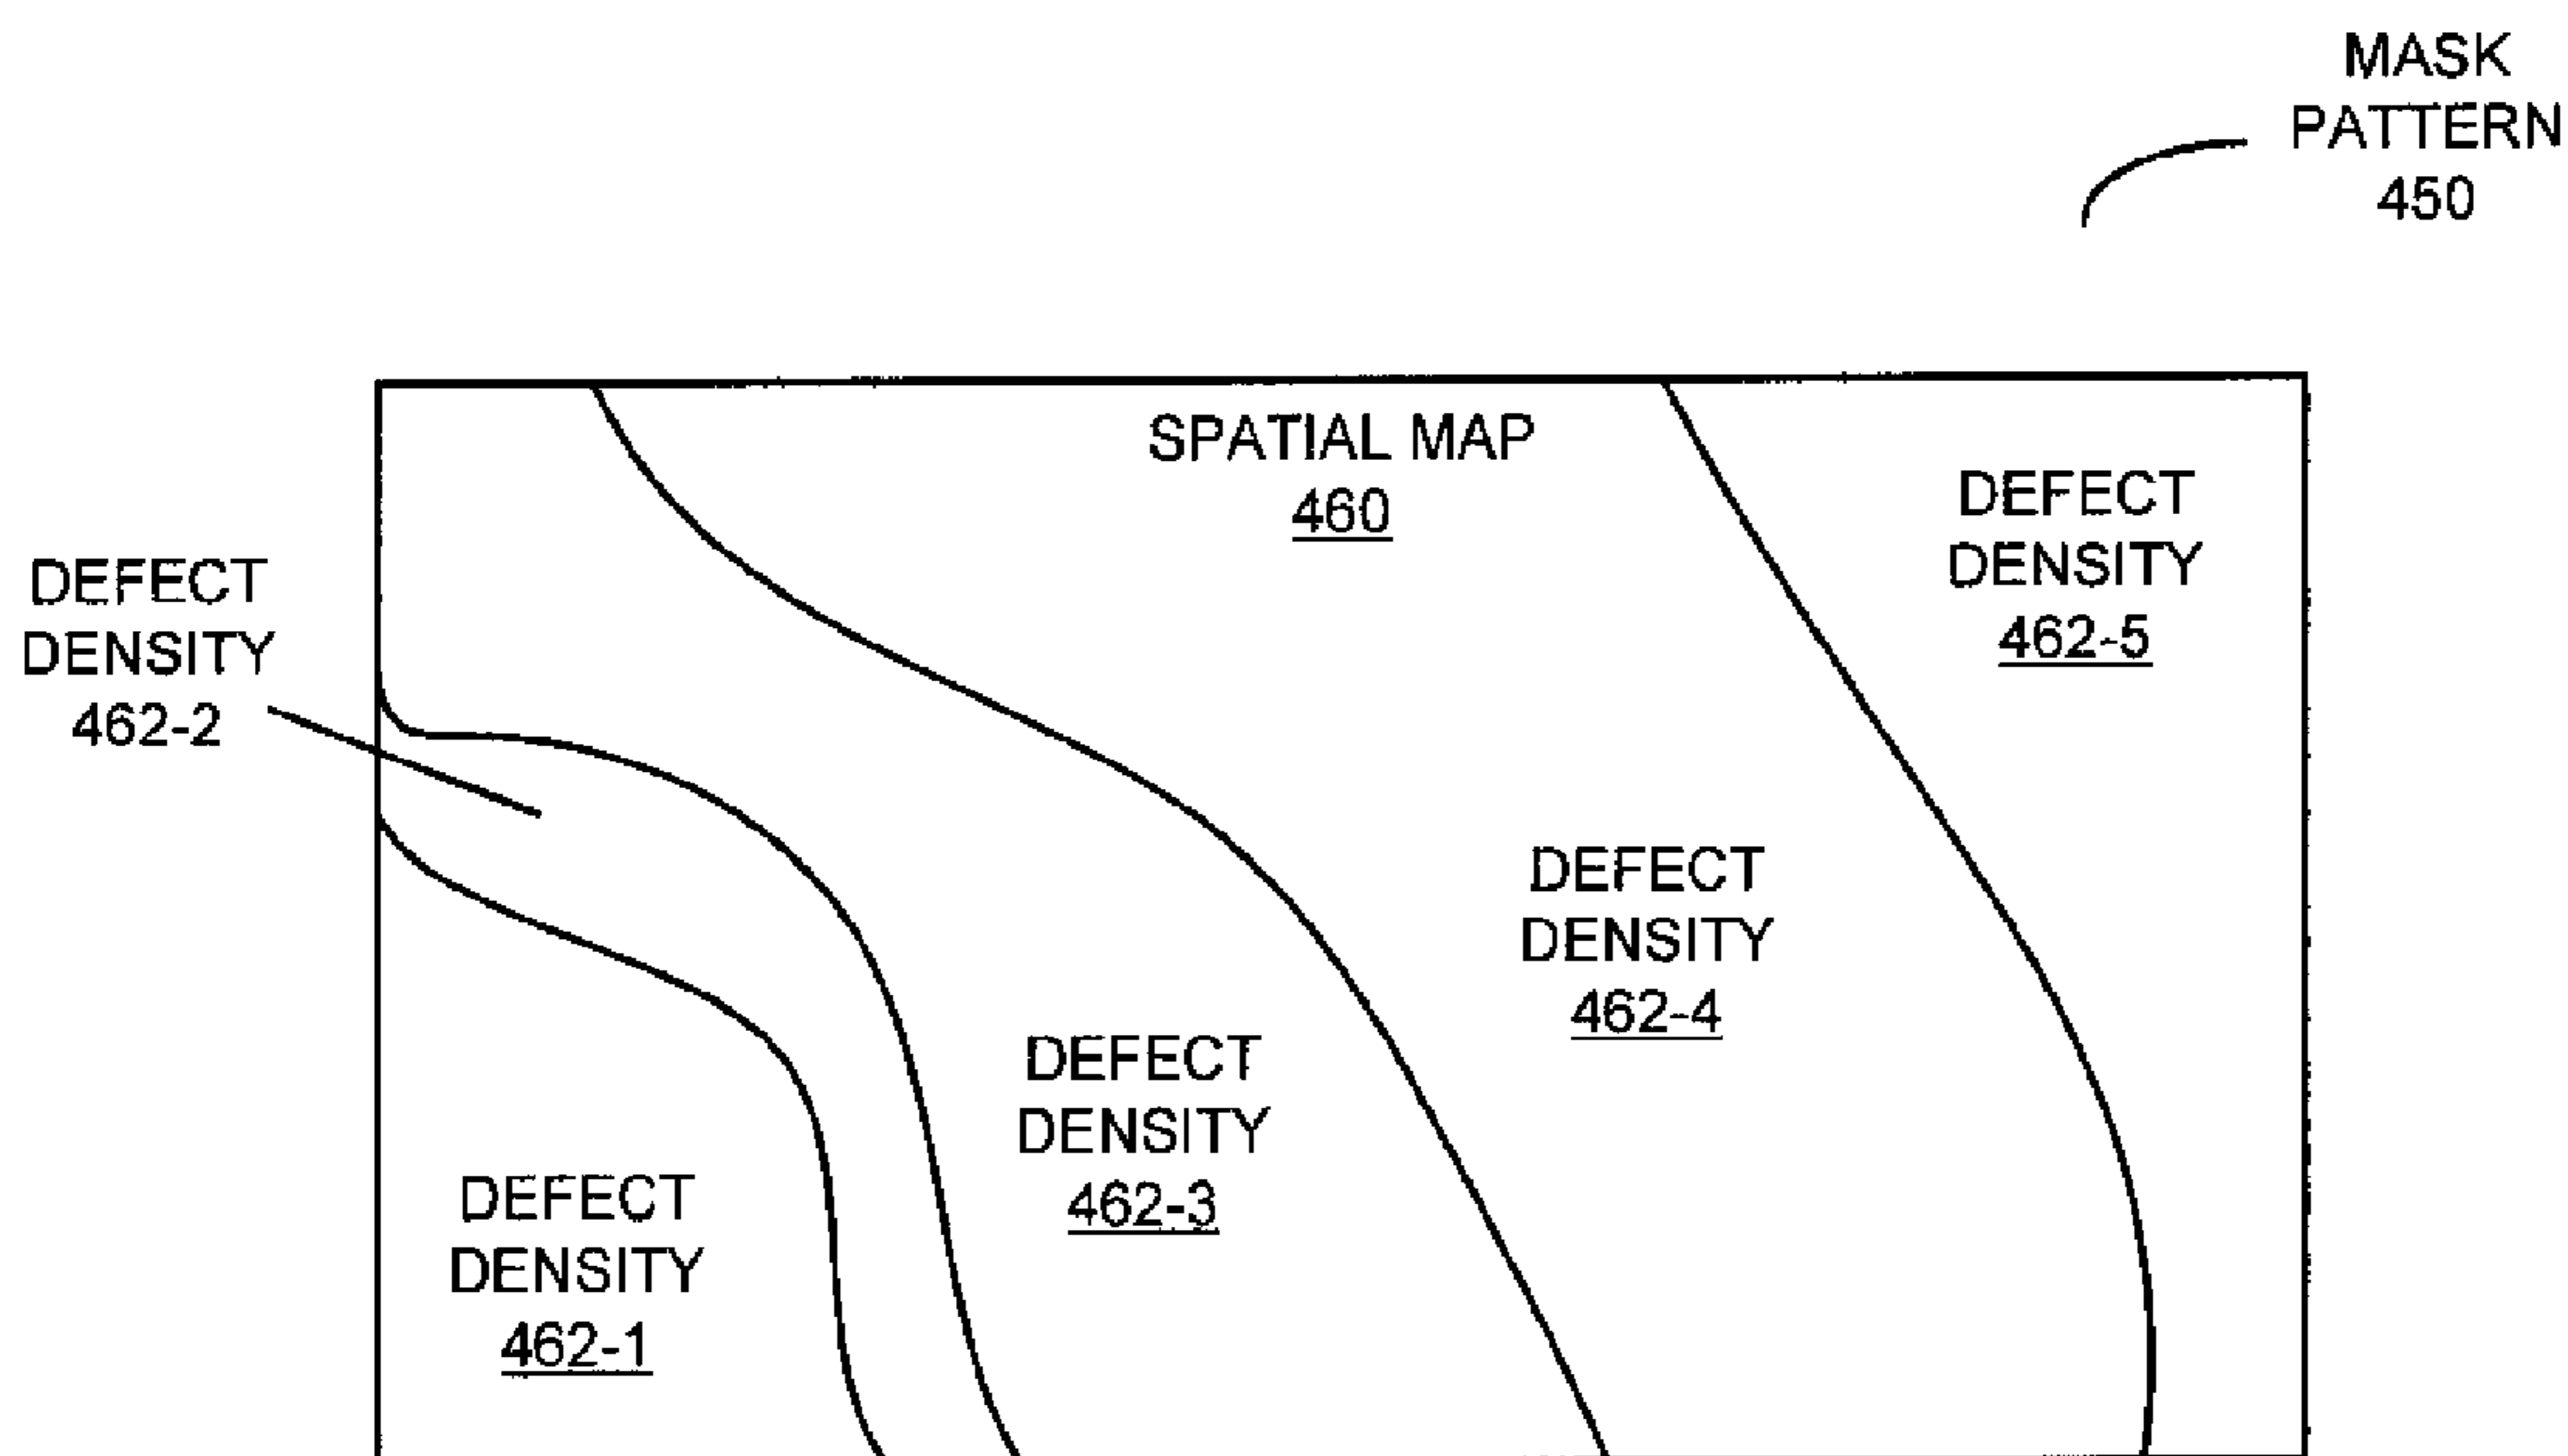 MASK
PATTERN
450
SPATIAL MAP
460
DEFECT
DENSITY
462-5
DEFECT
DENSITY
462-2
DEFECT
DENSITY
462-4
DEFECT
DENSITY
462-3
DEFECT
DENSITY
462-1